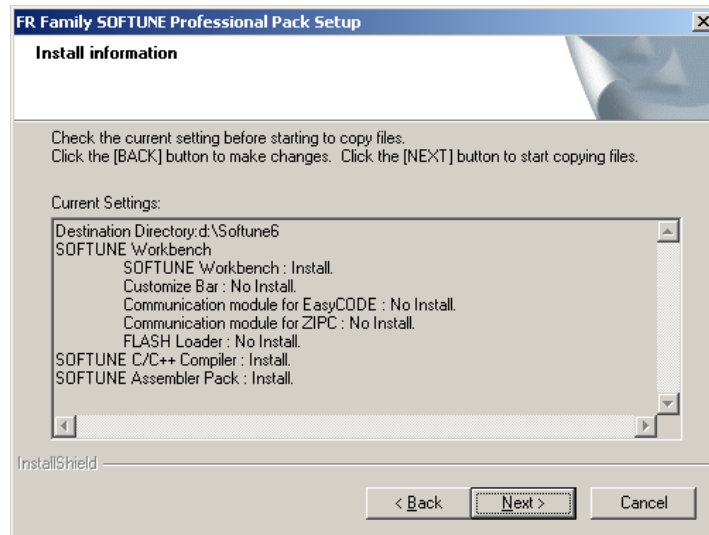 FR Family SOFTUNE Professional Pack Setup
Install information
Check the current setting before starting to copy files.
Click the [BACK] button to make changes. Click the [NEXT] button to start copying files.
Current Settings:
Destination Directory:d:\Softune6
SOFTUNE Workbench
SOFTUNE Workbench : Install.
Customize Bar : No Install.
Communication module for EasyCODE : No Install.
Communication module for ZIPC : No Install.
FLASH Loader : No Install.
SOFTUNE C/C++ Compiler : Install.
SOFTUNE Assembler Pack : Install.
InstallShield
< Back
Next >
Cancel